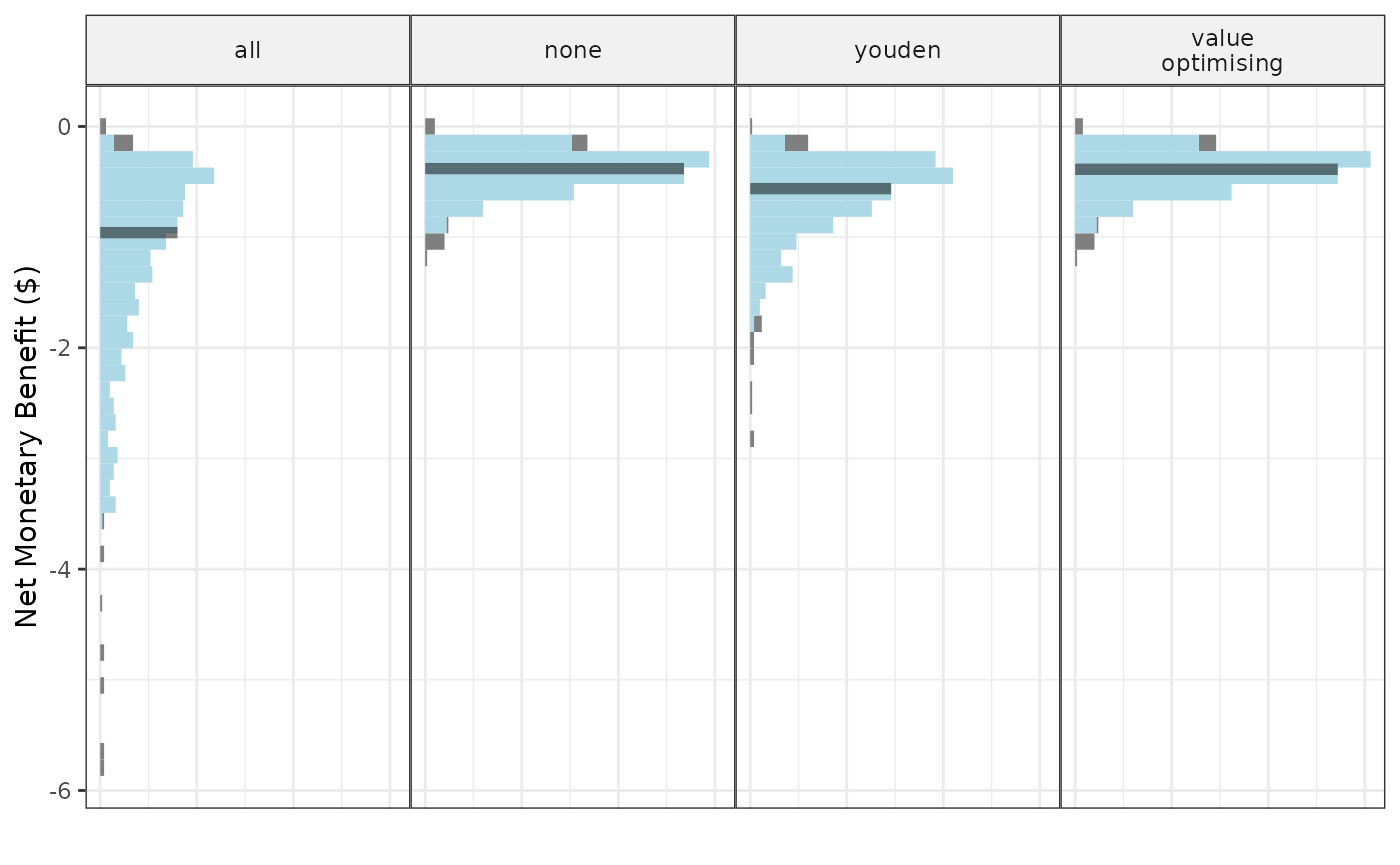 all
none
youden
value
optimising
Net Monetary Benefit ($)
0
-2
-4
-6